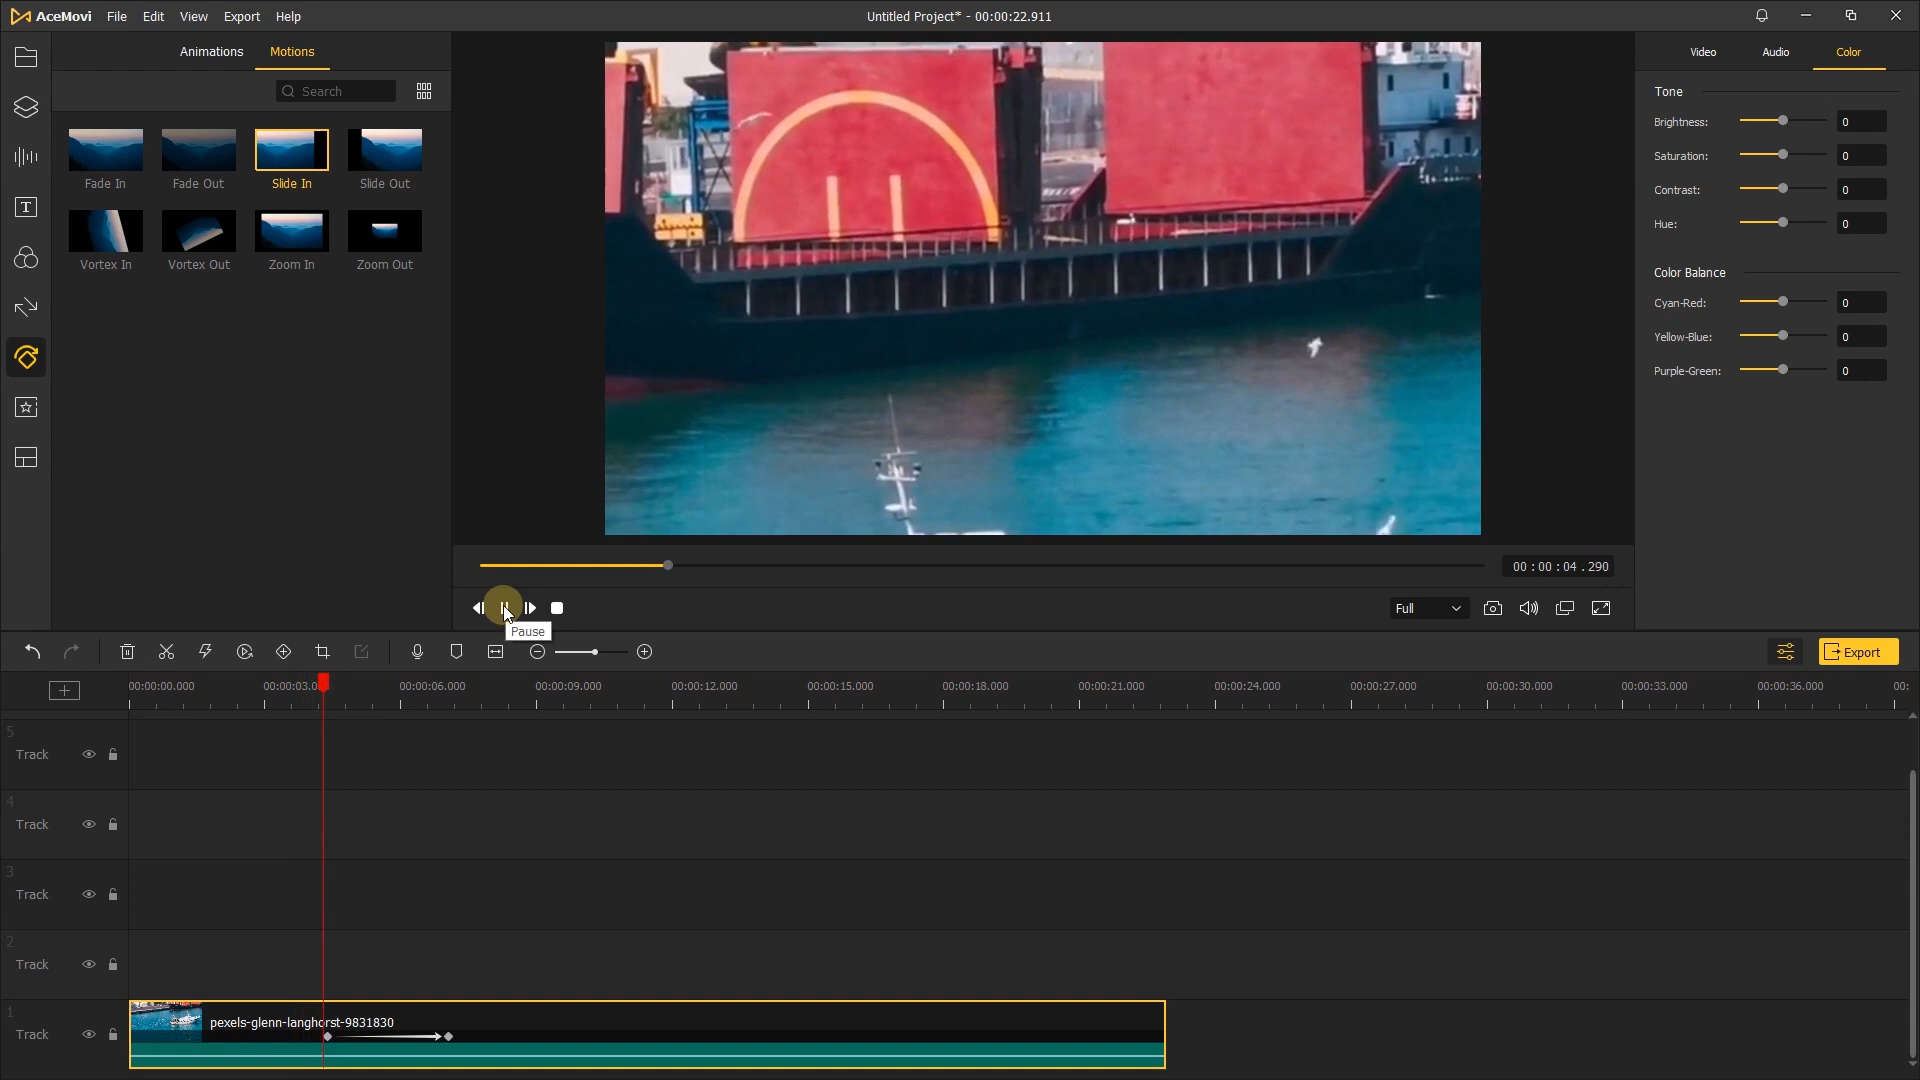 AceMovi File Edit View Export Help
Untitled Project* - 00:00:22.911
Animations Motions
Search
Fade In Fade Out Slide In Slide Out
Vortex In Vortex Out Zoom In Zoom Out
Video Audio Color
Tone
Brightness: 0
Saturation: 0
Contrast: 0
Hue: 0
Color Balance
Cyan-Red: 0
Yellow-Blue: 0
Purple-Green: 0
00 : 00 : 04 . 290
Full
Pause
Export
00:00:00.000 00:00:03.0 00:00:06.000 00:00:09.000 00:00:12.000 00:00:15.000 00:00:18.000 00:00:21.000 00:00:24.000 00:00:27.000 00:00:30.000 00:00:33.000 00:00:36.000 00:
5
Track
4
Track
3
Track
2
Track
1
pexels-glenn-langhorst-9831830
Track